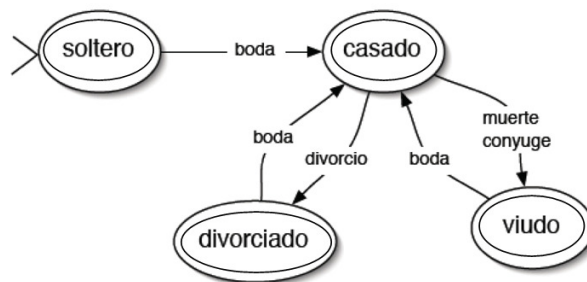 soltero
boda
casado
boda
divorcio
boda
muerte
conyuge
divorciado
viudo